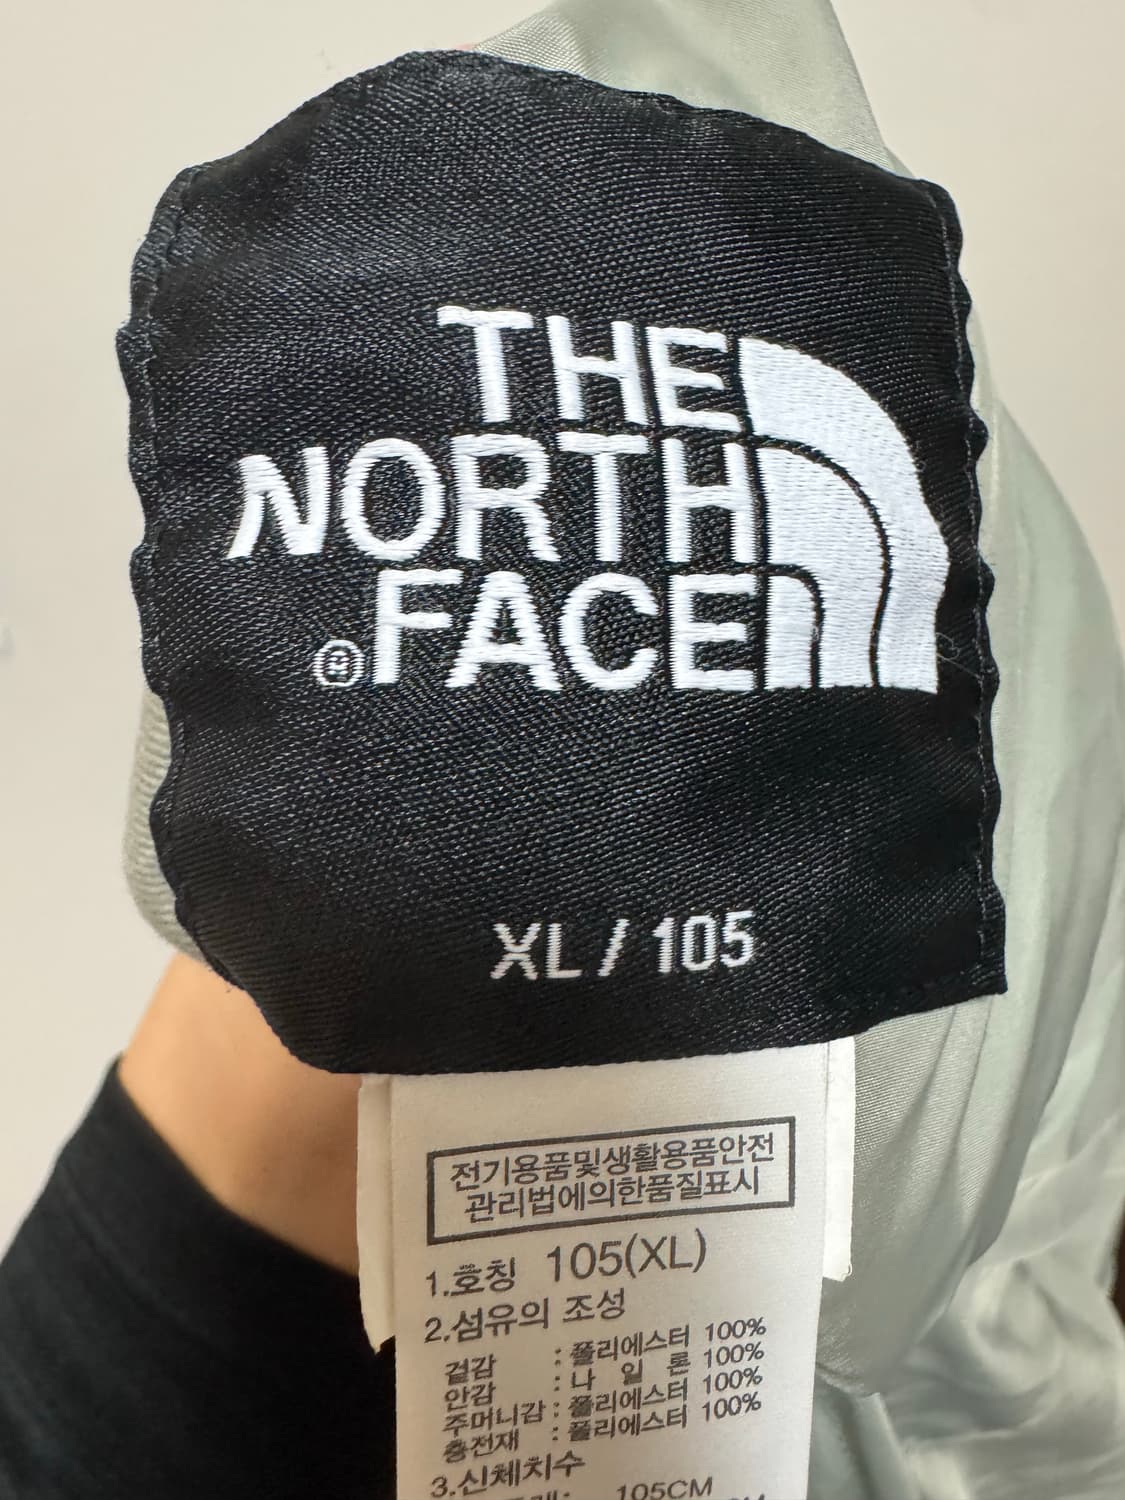 THE
NORTH
®FACE
XL / 105
전기용품및생활용품안전
관리법에의한품질표시
1.호칭 105(XL)
2.섬유의 조성
겉감 : 폴리에스터 100%
안감 : 나 일 론 100%
주머니감 : 폴리에스터 100%
충전재 : 폴리에스터 100%
3.신체치수
105CM